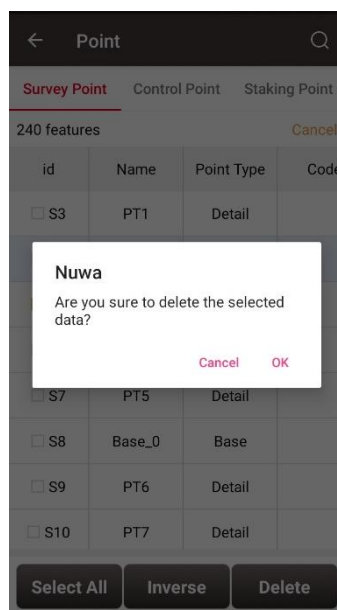 Point
Survey Point Control Point Staking Point
240 features Cancel
id Name Point Type Code
S3 PT1 Detail
Nuwa
Are you sure to delete the selected
data?
Cancel OK
S7 PT5 Detail
S8 Base_0 Base
S9 PT6 Detail
S10 PT7 Detail
Select All Inverse Delete